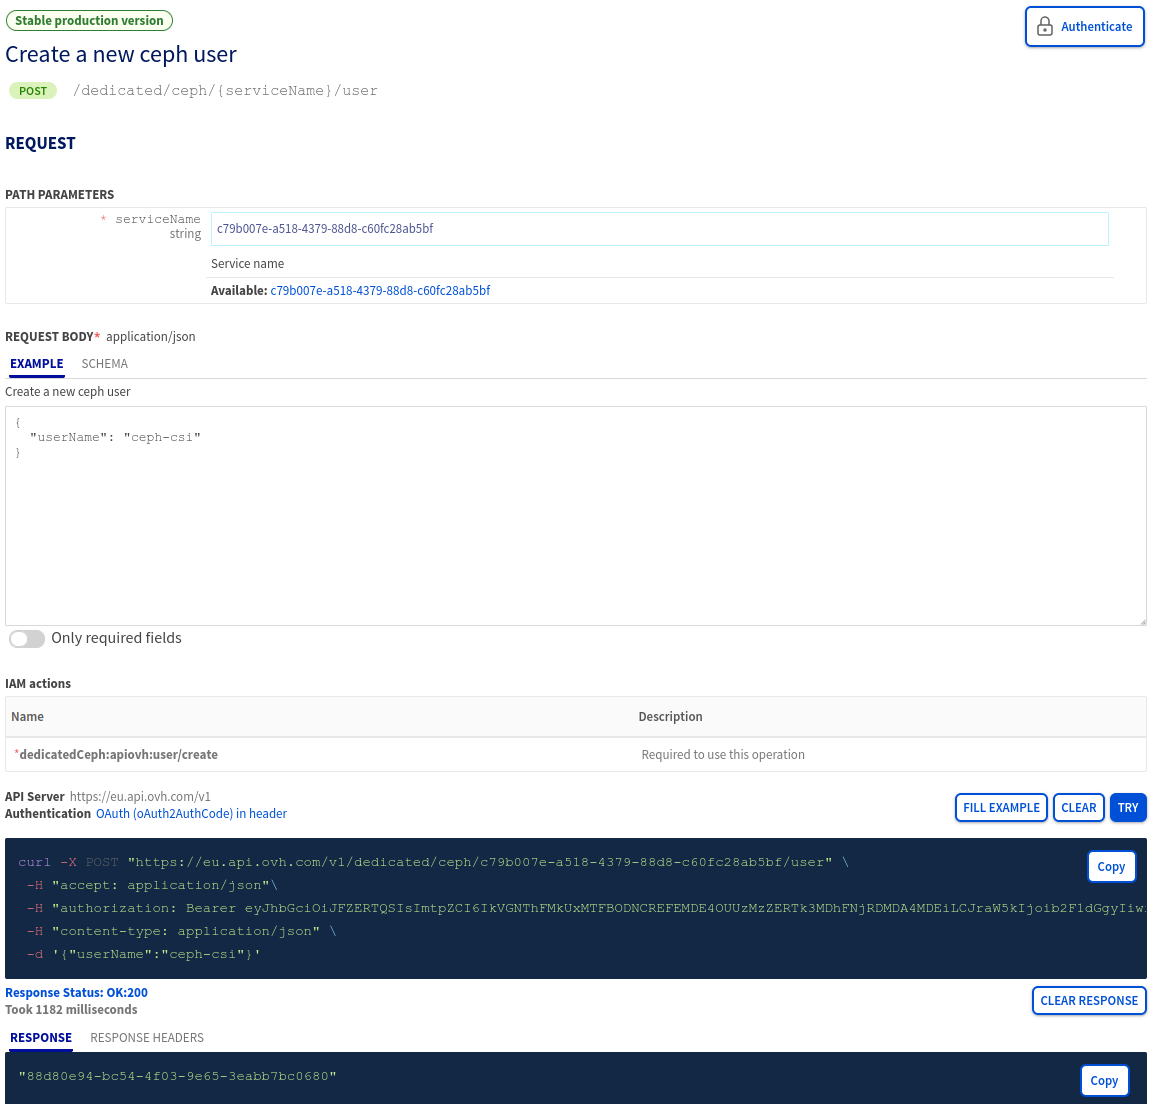 Stable production version
Authenticate
Create a new ceph user
POST /dedicated/ceph/{serviceName}/user
REQUEST
PATH PARAMETERS
* serviceName
string
c79b007e-a518-4379-88d8-c60fc28ab5bf
Service name
Available: c79b007e-a518-4379-88d8-c60fc28ab5bf
REQUEST BODY* application/json
EXAMPLE SCHEMA
Create a new ceph user
{
"userName": "ceph-csi"
}
Only required fields
IAM actions
Name Description
*dedicatedCeph:apiovh:user/create Required to use this operation
API Server https://eu.api.ovh.com/v1
Authentication OAuth (oAuth2AuthCode) in header
FILL EXAMPLE CLEAR TRY
curl -X POST "https://eu.api.ovh.com/v1/dedicated/ceph/c79b007e-a518-4379-88d8-c60fc28ab5bf/user" \
Copy
-H "accept: application/json"\
-H "authorization: Bearer
-H "content-type: application/json" \
-d '{"userName":"ceph-csi"}'
Response Status: OK:200
Took 1182 milliseconds
CLEAR RESPONSE
RESPONSE RESPONSE HEADERS
"88d80e94-bc54-4f03-9e65-3eabb7bc0680"
Copy